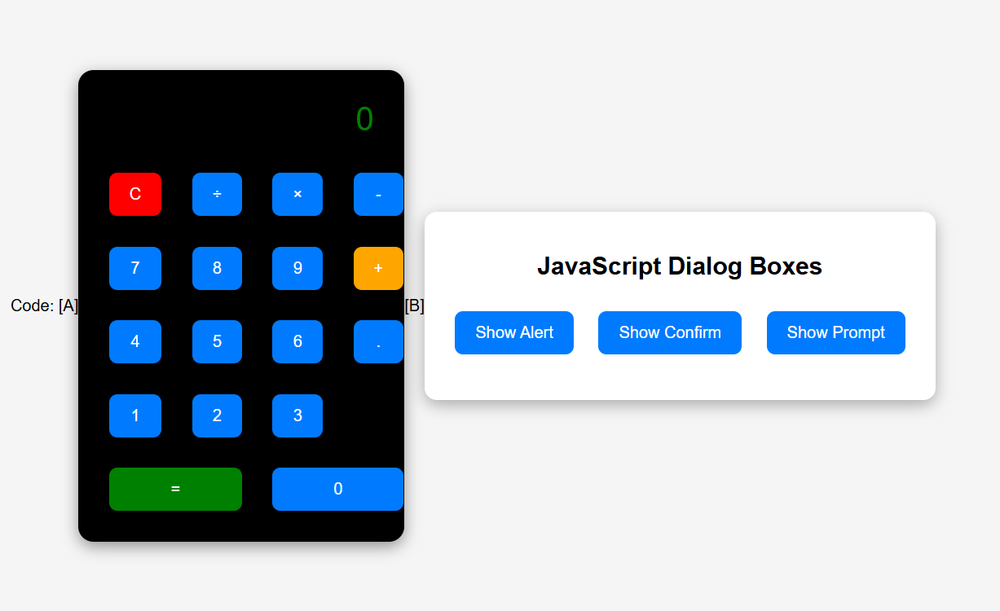 0
C ÷ × -
7 8 9 +
Code: [A]
4 5 6 .
1 2 3
= 0
[B]
JavaScript Dialog Boxes
Show Alert Show Confirm Show Prompt